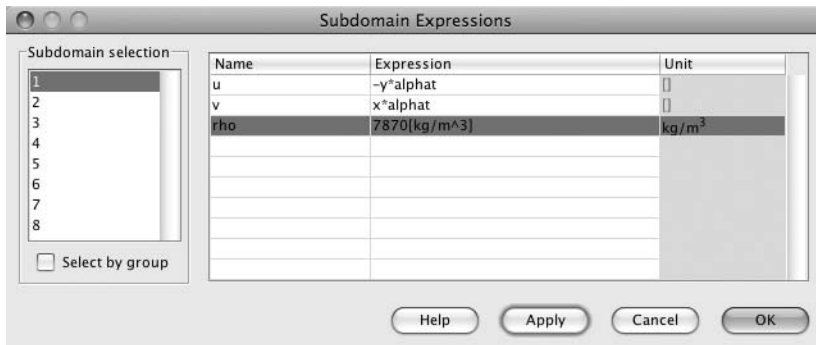 Subdomain Expressions
Subdomain selection
1
2
3
4
5
6
7
8
Select by group
Name Expression Unit
u -y*alphat []
v x*alphat []
rho 7870[kg/m^3] kg/m³
Help Apply Cancel OK